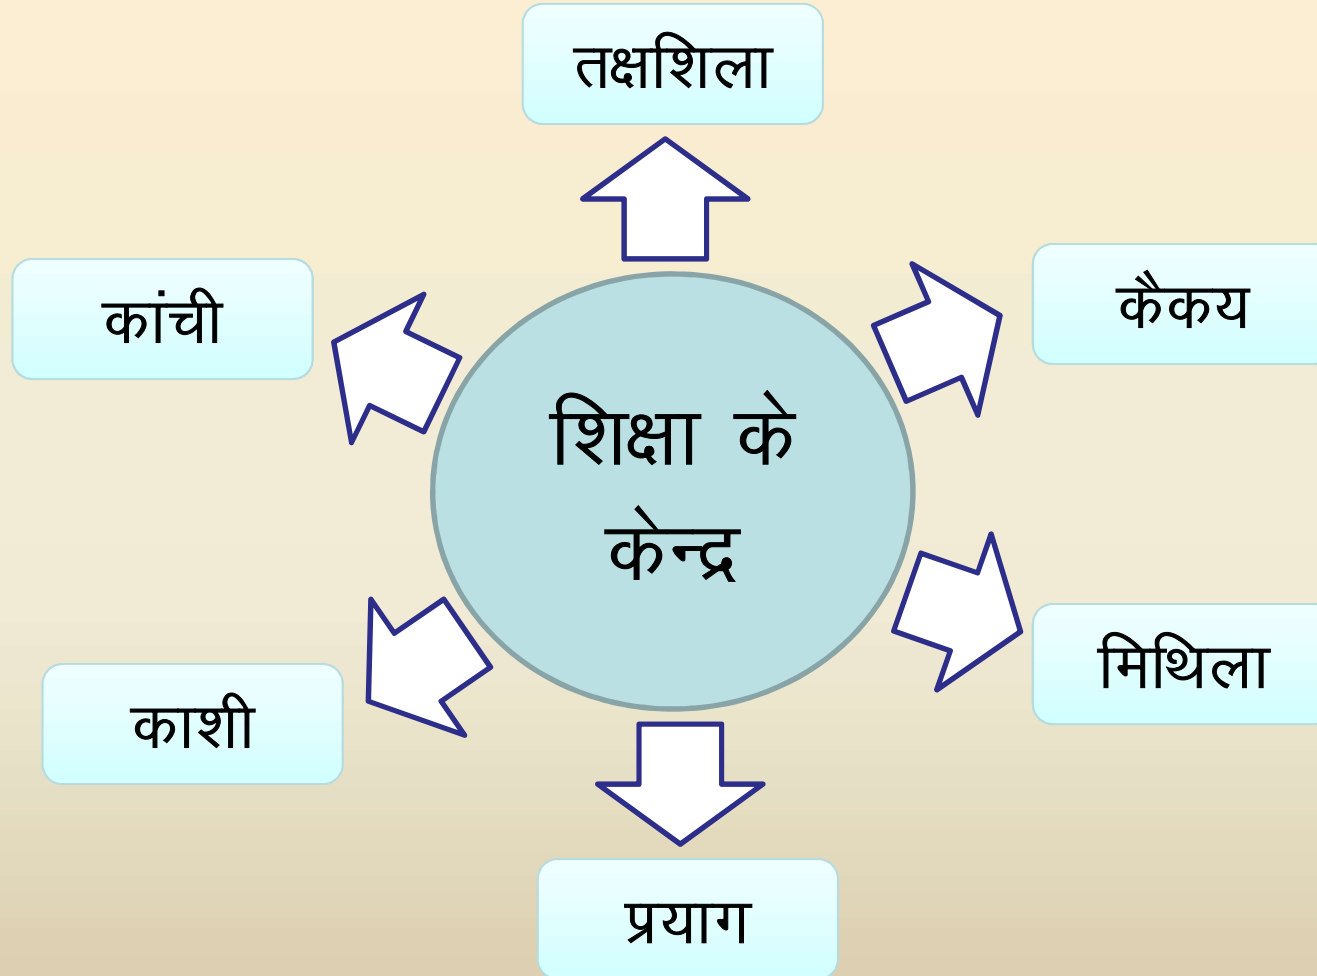 तक्षशिला
कांची
कैकय
शिक्षा के
केन्द्र
मिथिला
काशी
प्रयाग